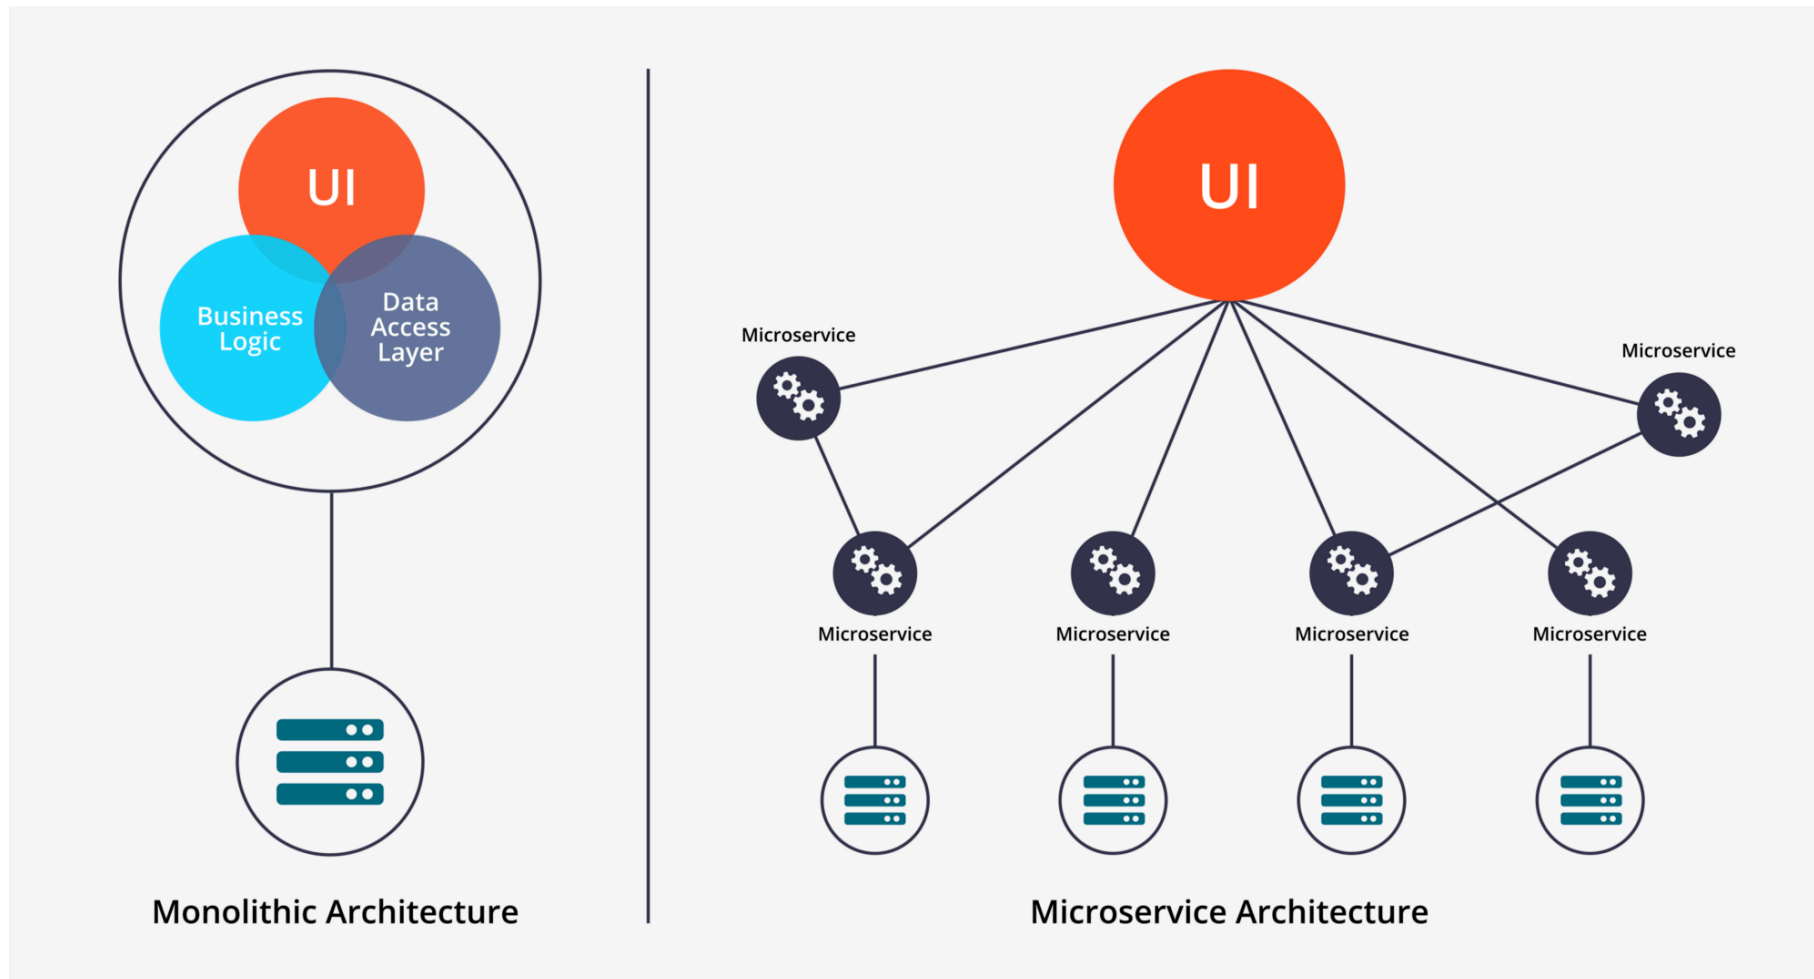 UI
Business
Logic
Data
Access
Layer
Monolithic Architecture
UI
Microservice
Microservice
Microservice
Microservice
Microservice
Microservice
Microservice Architecture